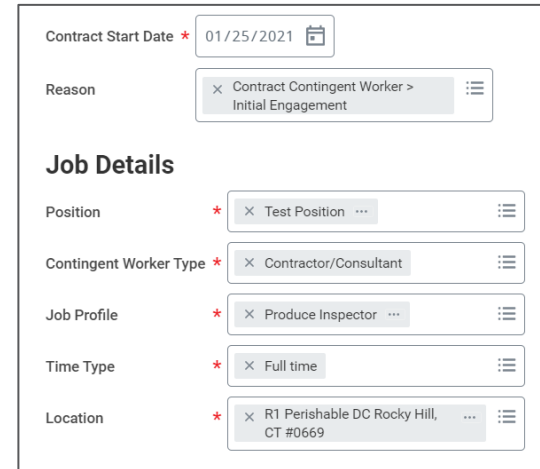 Contract Start Date * 01/25/2021
Reason × Contract Contingent Worker >
Initial Engagement
Job Details
Position * × Test Position ...
Contingent Worker Type * × Contractor/Consultant
Job Profile * × Produce Inspector ...
Time Type * × Full time
Location * × R1 Perishable DC Rocky Hill, ...
CT #0669